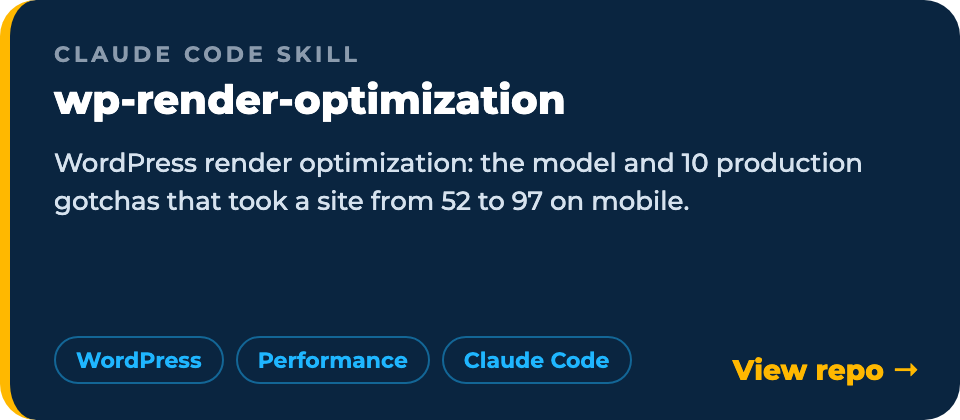 CLAUDE CODE SKILL
wp-render-optimization
WordPress render optimization: the model and 10 production
gotchas that took a site from 52 to 97 on mobile.
WordPress Performance Claude Code
View repo →